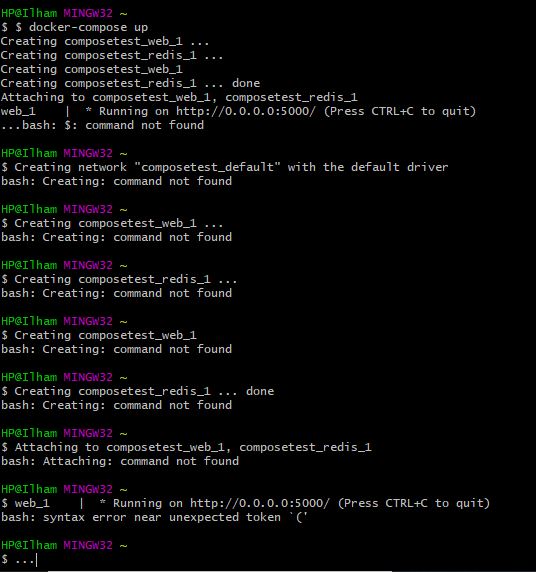 HP@Ilham MINGW32 ~
$ $ docker-compose up
Creating composetest_web_1 ...
Creating composetest_redis_1 ...
Creating composetest_web_1
Creating composetest_redis_1 ... done
Attaching to composetest_web_1, composetest_redis_1
web_1    |  * Running on http://0.0.0.0:5000/ (Press CTRL+C to quit)
...bash: $: command not found
HP@Ilham MINGW32 ~
$ Creating network "composetest_default" with the default driver
bash: Creating: command not found
HP@Ilham MINGW32 ~
$ Creating composetest_web_1 ...
bash: Creating: command not found
HP@Ilham MINGW32 ~
$ Creating composetest_redis_1 ...
bash: Creating: command not found
HP@Ilham MINGW32 ~
$ Creating composetest_web_1
bash: Creating: command not found
HP@Ilham MINGW32 ~
$ Creating composetest_redis_1 ... done
bash: Creating: command not found
HP@Ilham MINGW32 ~
$ Attaching to composetest_web_1, composetest_redis_1
bash: Attaching: command not found
HP@Ilham MINGW32 ~
$ web_1    |  * Running on http://0.0.0.0:5000/ (Press CTRL+C to quit)
bash: syntax error near unexpected token `('
HP@Ilham MINGW32 ~
$ ...